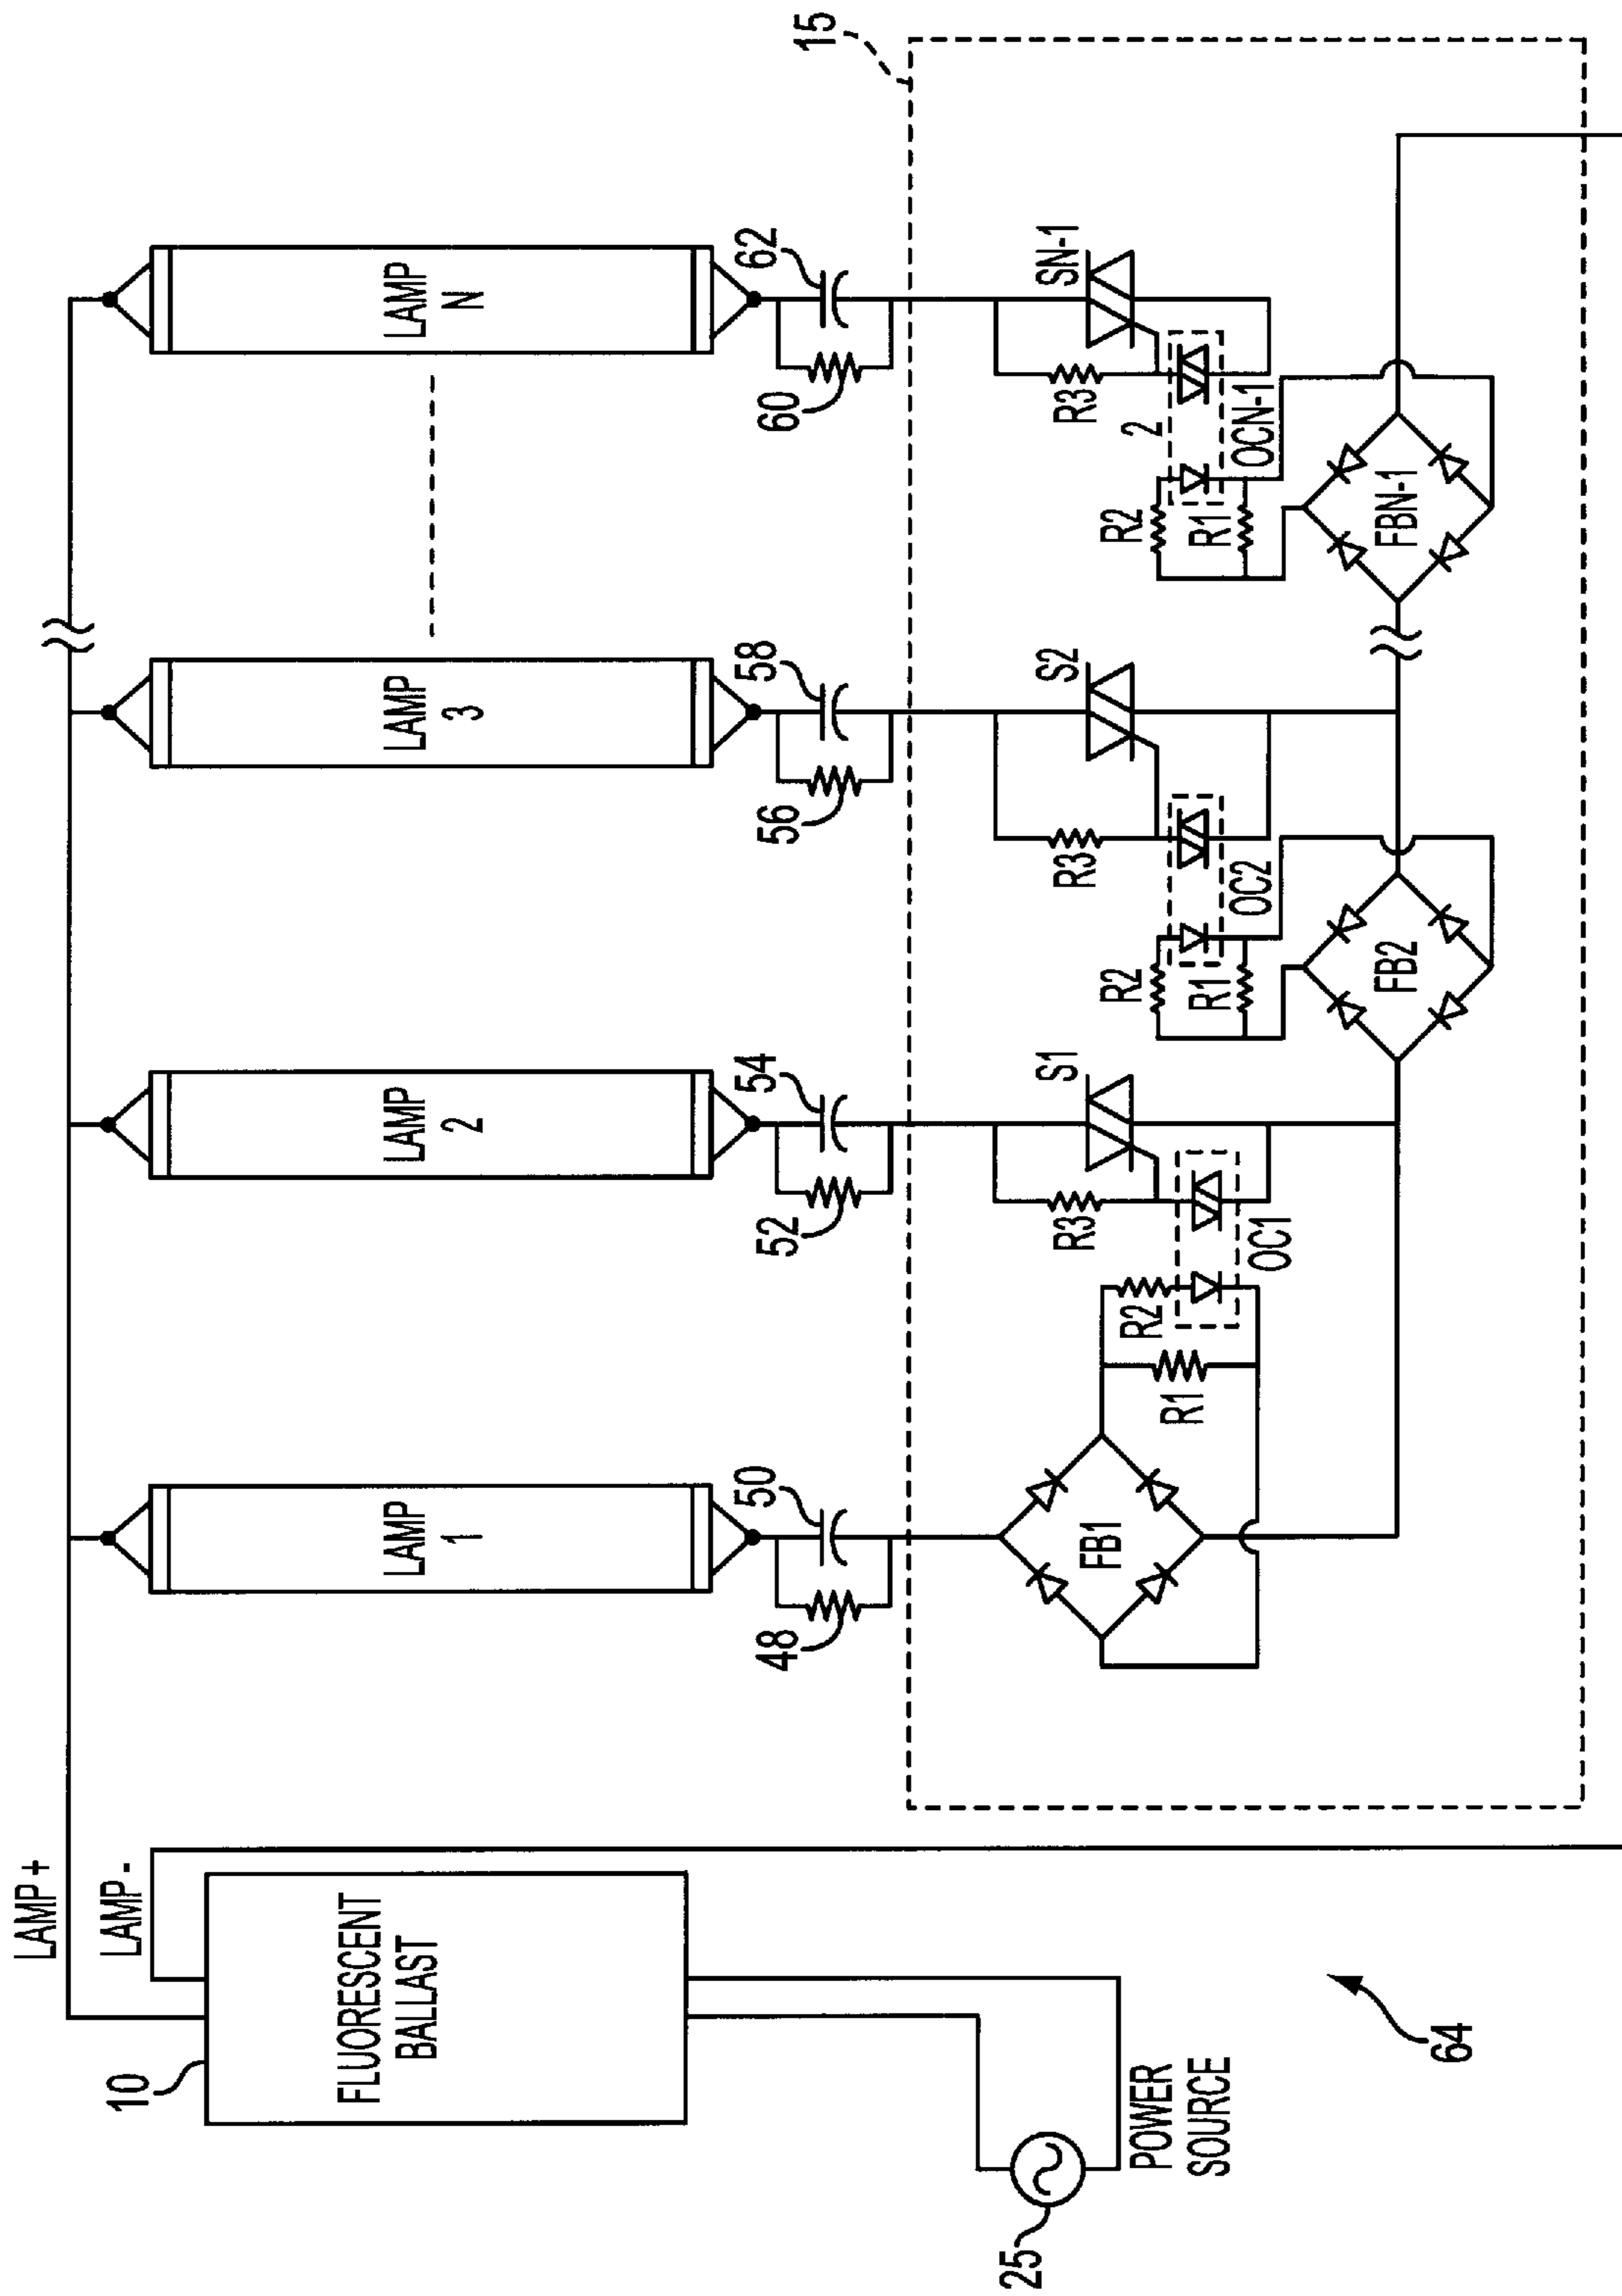 LAMP+
LAMP-
10
FLUORESCENT
BALLAST
25
POWER
SOURCE
64
LAMP
1
48
50
FB1
R1
R2
OC1
LAMP
2
52
54
R3
S1
FB2
R2
R1
OC2
LAMP
3
56
58
R3
S2
FBN-1
R2
R1
2
OCN-1
LAMP
N
60
62
R3
SN-1
15